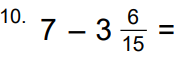 10. 7 – 3 6/15 =